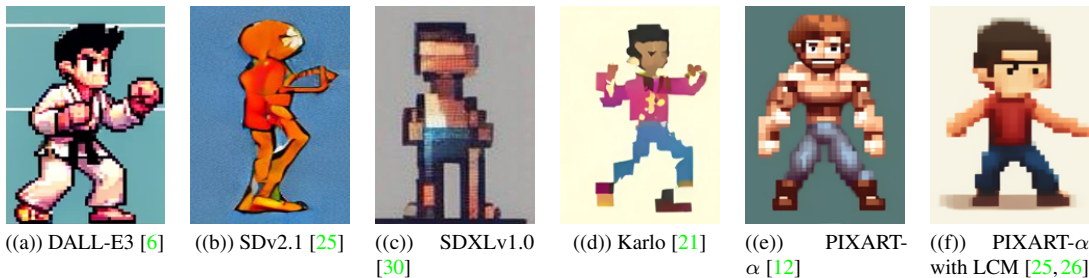 ((a)) DALL-E3 [6]
((b)) SDv2.1 [25]
((c)) SDXLv1.0
[30]
((d)) Karlo [21]
((e)) PIXART-
α [12]
((f)) PIXART-α
with LCM [25, 26]